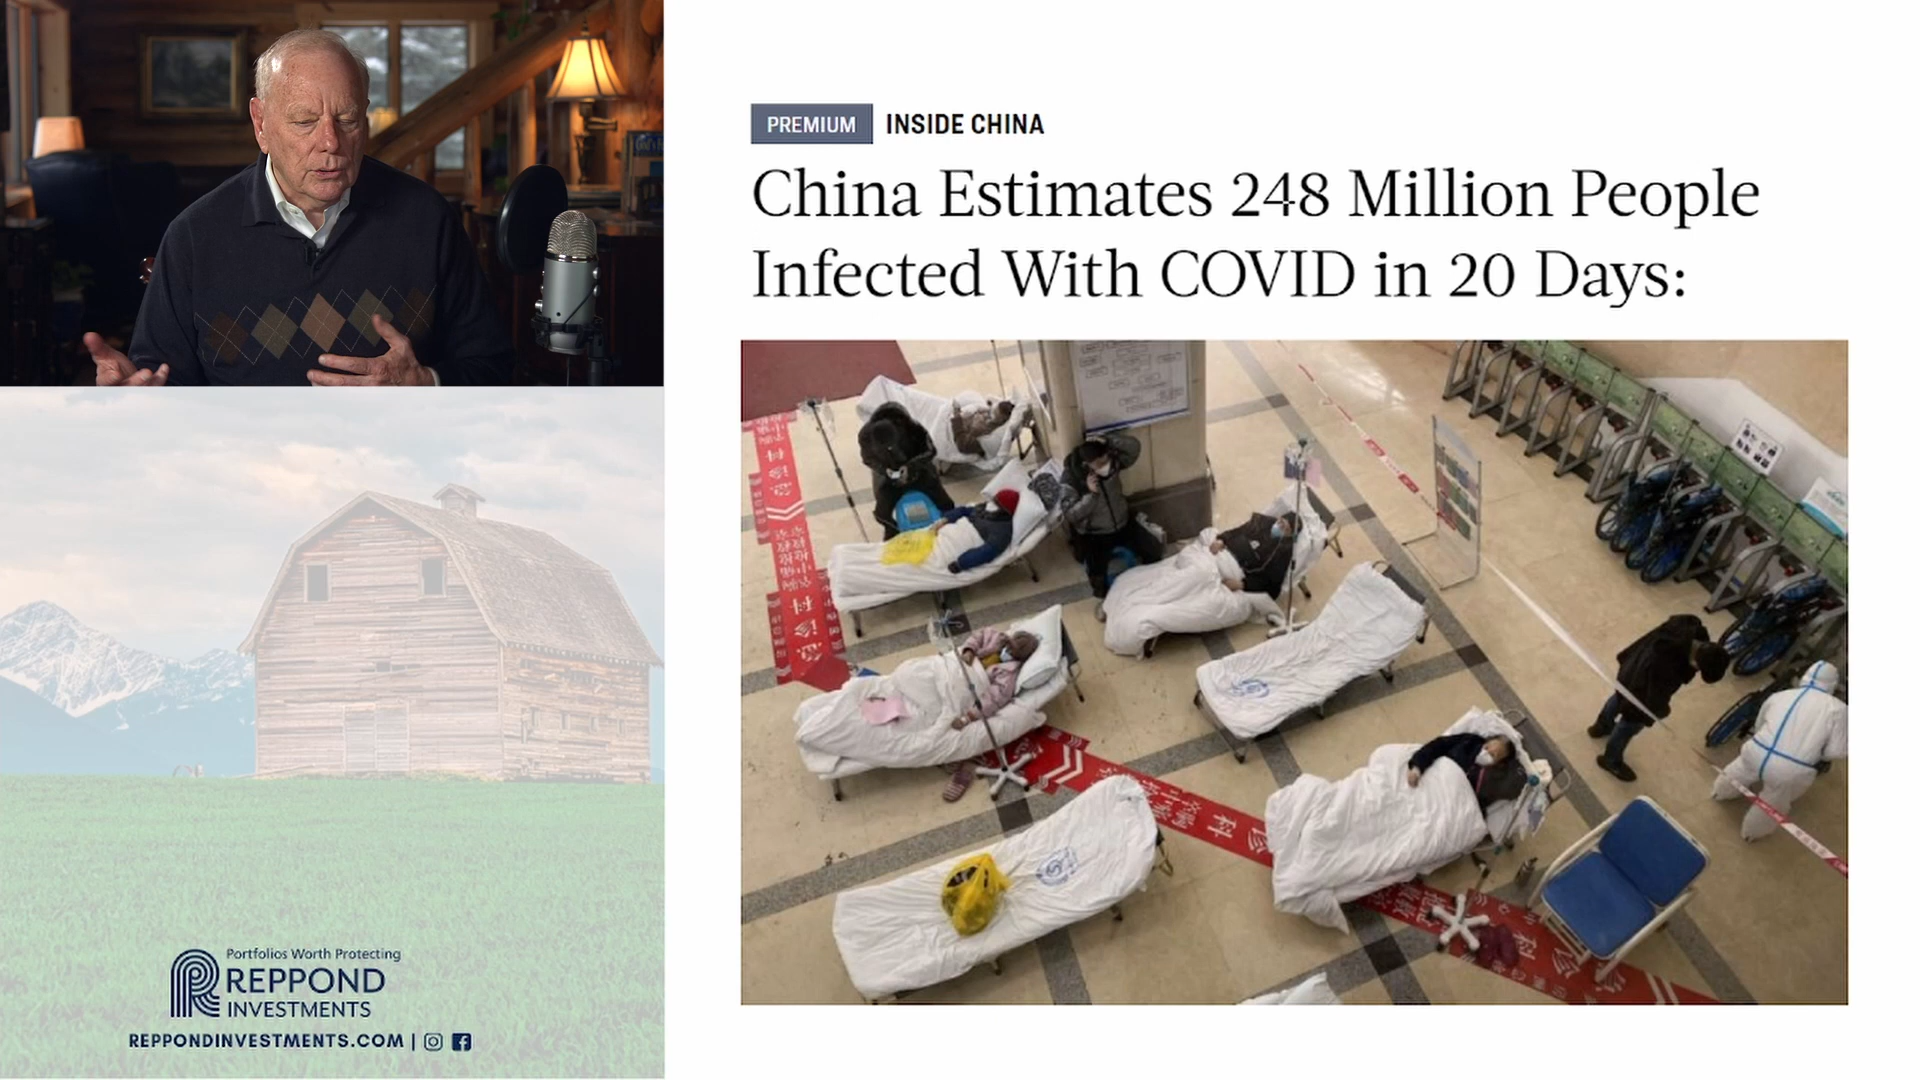 PREMIUM INSIDE CHINA
China Estimates 248 Million People
Infected With COVID in 20 Days:
Portfolios Worth Protecting
REPPOND
INVESTMENTS
REPPONDINVESTMENTS.COM |